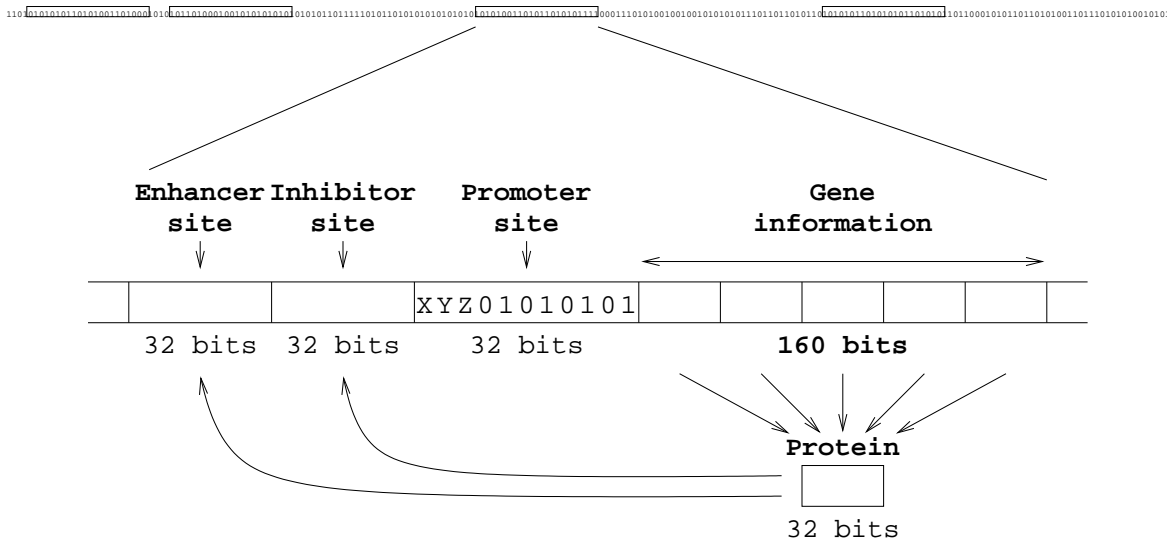 Enhancer Inhibitor Promoter Gene
site site site information
XYZ01010101
32 bits 32 bits 32 bits 160 bits
Protein
32 bits